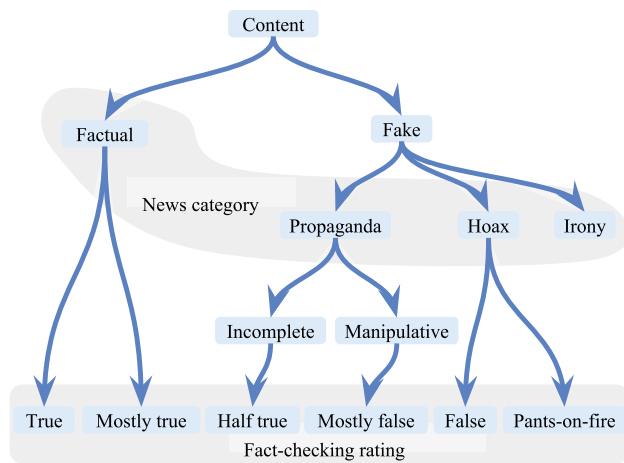 Content
Factual
Fake
News category
Propaganda
Hoax
Irony
Incomplete
Manipulative
True
Mostly true
Half true
Mostly false
False
Pants-on-fire
Fact-checking rating